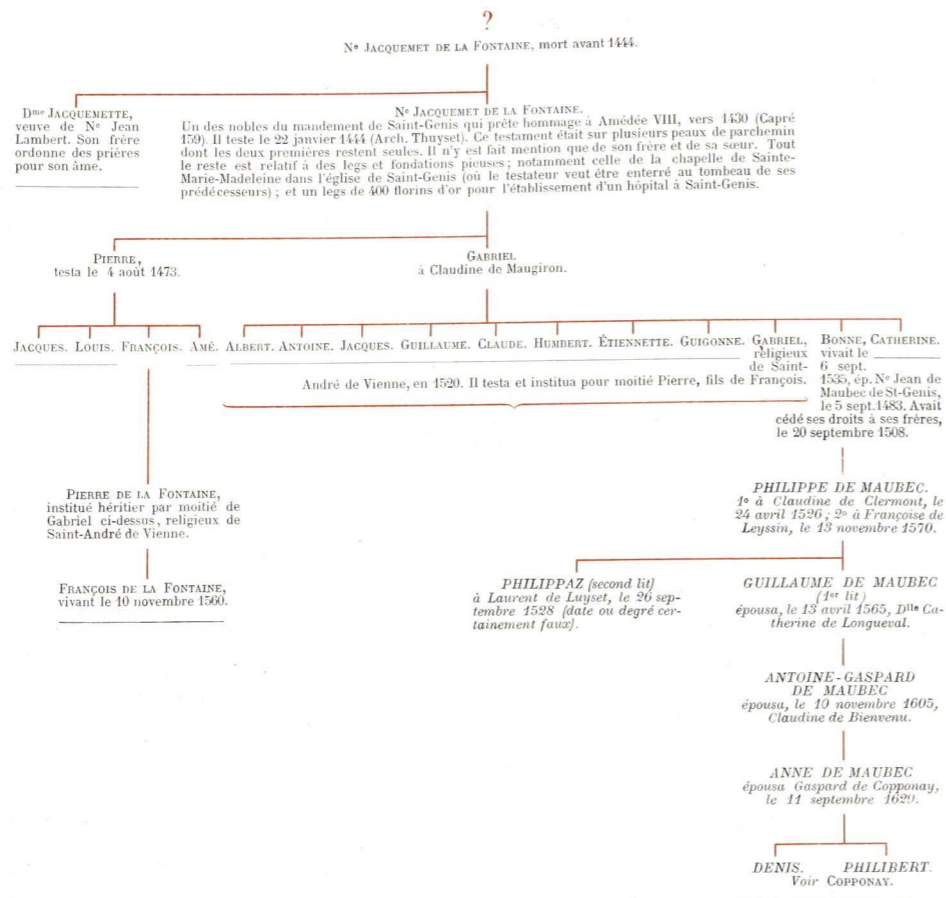 ?
Nᵉ JACQUEMET DE LA FONTAINE, mort avant 1444.
Dᵐᵉ JACQUEMETTE,
veuve de Nᵉ Jean
Lambert. Son frère
ordonne des prières
pour son âme.
Nᵉ JACQUEMET DE LA FONTAINE.
Un des nobles du mandement de Saint-Genis qui prête hommage à Amédée VIII, vers 1430 (Capré
159). Il teste le 22 janvier 1444 (Arch. Thuyset). Ce testament était sur plusieurs peaux de parchemin
dont les deux premières restent seules. Il n'y est fait mention que de son frère et de sa sœur. Tout
le reste est relatif à des legs et fondations pieuses; notamment celle de la chapelle de Sainte-
Marie-Madeleine dans l'église de Saint-Genis (où le testateur veut être enterré au tombeau de ses
prédécesseurs); et un legs de 400 florins d'or pour l'établissement d'un hôpital à Saint-Genis.
PIERRE,
testa le 4 août 1473.
GABRIEL
à Claudine de Maugiron.
JACQUES. LOUIS. FRANÇOIS. AMÉ. ALBERT. ANTOINE. JACQUES. GUILLAUME. CLAUDE. HUMBERT. ÉTIENNETTE. GUIGONNE. GABRIEL, BONNE, CATHERINE.
religieux
de Saint-
André de Vienne, en 1520. Il testa et institua pour moitié Pierre, fils de François.
vivait le
6 sept.
1535, ép. Nᵉ Jean de
Maubec de St-Genis,
le 5 sept. 1483. Avait
cédé ses droits à ses frères,
le 20 septembre 1508.
PIERRE DE LA FONTAINE,
institué héritier par moitié de
Gabriel ci-dessus, religieux de
Saint-André de Vienne.
FRANÇOIS DE LA FONTAINE,
vivant le 10 novembre 1560.
PHILIPPE DE MAUBEC.
1º à Claudine de Clermont, le
24 avril 1526; 2º à Françoise de
Leyssin, le 13 novembre 1570.
PHILIPPAZ (second lit)
à Laurent de Luyset, le 26 sep-
tembre 1528 (date ou degré cer-
tainement faux).
GUILLAUME DE MAUBEC
(1ᵉʳ lit)
épousa, le 13 avril 1565, Dˡˡᵉ Ca-
therine de Longueval.
ANTOINE-GASPARD
DE MAUBEC
épousa, le 10 novembre 1605,
Claudine de Bienvenu.
ANNE DE MAUBEC
épousa Gaspard de Copponay,
le 11 septembre 1629.
DENIS. PHILIBERT.
Voir COPPONAY.